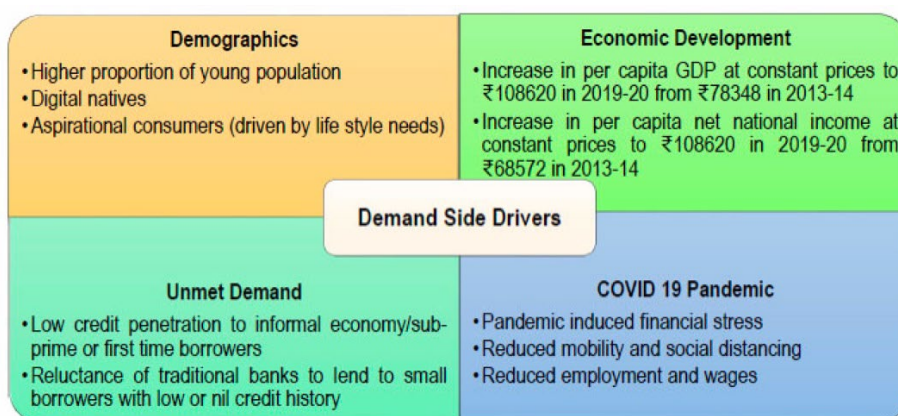 Demographics
•Higher proportion of young population
•Digital natives
•Aspirational consumers (driven by life style needs)
Economic Development
•Increase in per capita GDP at constant prices to
₹108620 in 2019-20 from ₹78348 in 2013-14
•Increase in per capita net national income at
constant prices to ₹108620 in 2019-20 from
₹68572 in 2013-14
Demand Side Drivers
Unmet Demand
•Low credit penetration to informal economy/sub-
prime or first time borrowers
•Reluctance of traditional banks to lend to small
borrowers with low or nil credit history
COVID 19 Pandemic
•Pandemic induced financial stress
•Reduced mobility and social distancing
•Reduced employment and wages